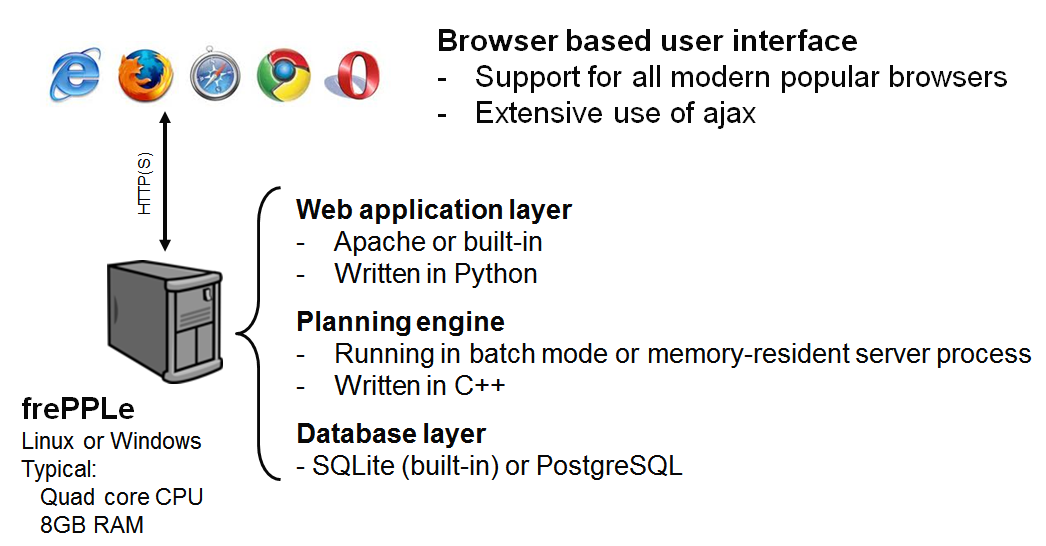 Browser based user interface
- Support for all modern popular browsers
- Extensive use of ajax
HTTP(S)
Web application layer
- Apache or built-in
- Written in Python
Planning engine
- Running in batch mode or memory-resident server process
- Written in C++
Database layer
- SQLite (built-in) or PostgreSQL
frePPLe
Linux or Windows
Typical:
Quad core CPU
8GB RAM